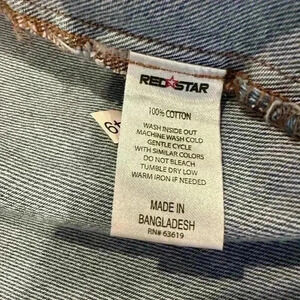 RED★STAR
100% COTTON
WASH INSIDE OUT
MACHINE WASH COLD
GENTLE CYCLE
WITH SIMILAR COLORS
DO NOT BLEACH
TUMBLE DRY LOW
WARM IRON IF NEEDED
MADE IN
BANGLADESH
RN# 63619